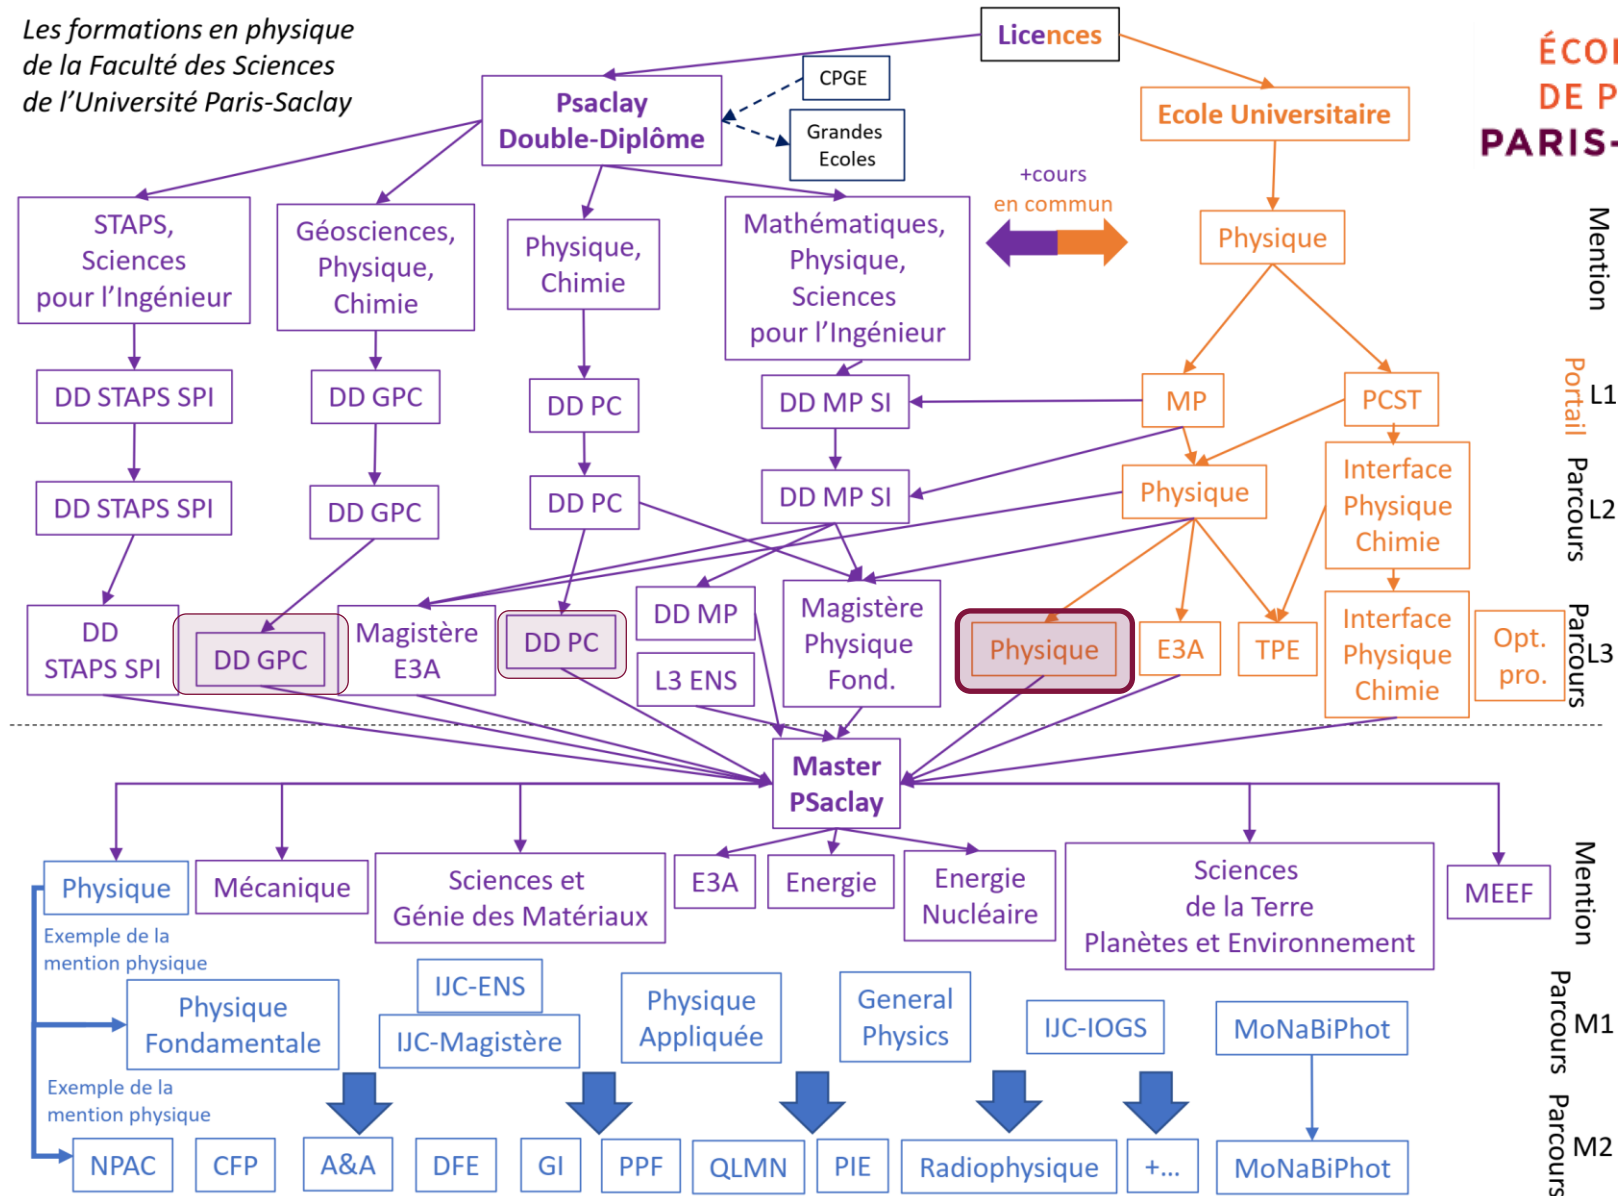 Les formations en physique
de la Faculté des Sciences
de l'Université Paris-Saclay
Licences
ÉCOL
DE P
PARIS-
Psaclay
Double-Diplôme
CPGE
Grandes
Ecoles
Ecole Universitaire
+cours
en commun
STAPS,
Sciences
pour l'Ingénieur
Géosciences,
Physique,
Chimie
Physique,
Chimie
Mathématiques,
Physique,
Sciences
pour l'Ingénieur
Physique
Mention
DD STAPS SPI
DD GPC
DD PC
DD MP SI
MP
PCST
Portail
L1
DD STAPS SPI
DD GPC
DD PC
DD MP SI
Physique
Interface
Physique
Chimie
Parcours
L2
DD
STAPS SPI
DD GPC
Magistère
E3A
DD PC
DD MP
L3 ENS
Magistère
Physique
Fond.
Physique
E3A
TPE
Interface
Physique
Chimie
Opt.
pro.
Parcours
L3
Master
PSaclay
Physique
Mécanique
Sciences et
Génie des Matériaux
E3A
Energie
Energie
Nucléaire
Sciences
de la Terre
Planètes et Environnement
MEEF
Mention
Exemple de la
mention physique
Physique
Fondamentale
IJC-ENS
IJC-Magistère
Physique
Appliquée
General
Physics
IJC-IOGS
MoNaBiPhot
Parcours
M1
Exemple de la
mention physique
NPAC
CFP
A&A
DFE
GI
PPF
QLMN
PIE
Radiophysique
+...
MoNaBiPhot
Parcours
M2